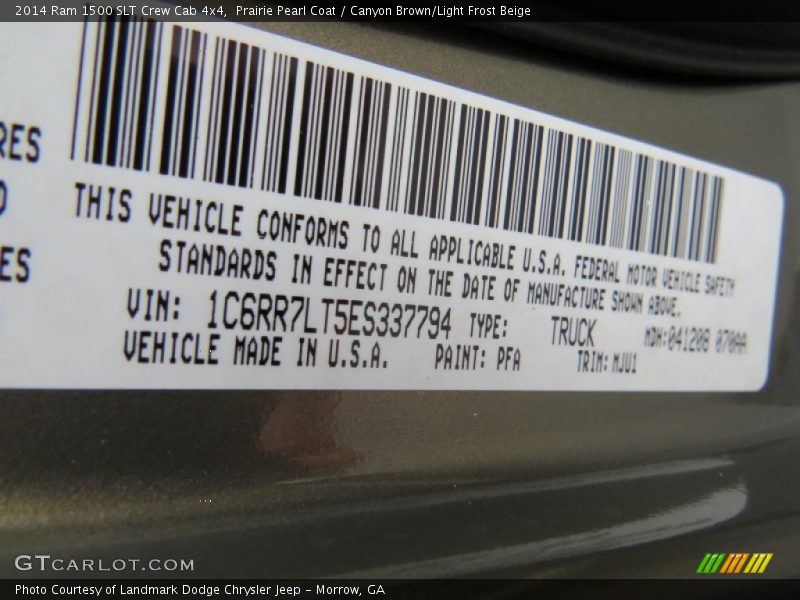 2014 Ram 1500 SLT Crew Cab 4x4, Prairie Pearl Coat / Canyon Brown/Light Frost Beige
RES
ES
THIS VEHICLE CONFORMS TO ALL APPLICABLE U.S.A. FEDERAL MOTOR VEHICLE SAFETY
STANDARDS IN EFFECT ON THE DATE OF MANUFACTURE SHOWN ABOVE.
VIN: 1C6RR7LT5ES337794 TYPE: TRUCK MDH:041208 070AA
VEHICLE MADE IN U.S.A. PAINT: PFA TRIM: MJU1
GTCARLOT.COM
Photo Courtesy of Landmark Dodge Chrysler Jeep - Morrow, GA